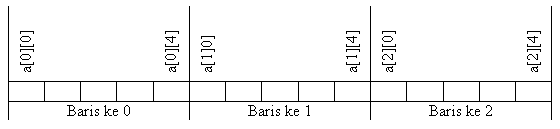 a[0][0]
a[0][4]
a[1]0]
a[1][4]
a[2][0]
a[2][4]
Baris ke 0
Baris ke 1
Baris ke 2